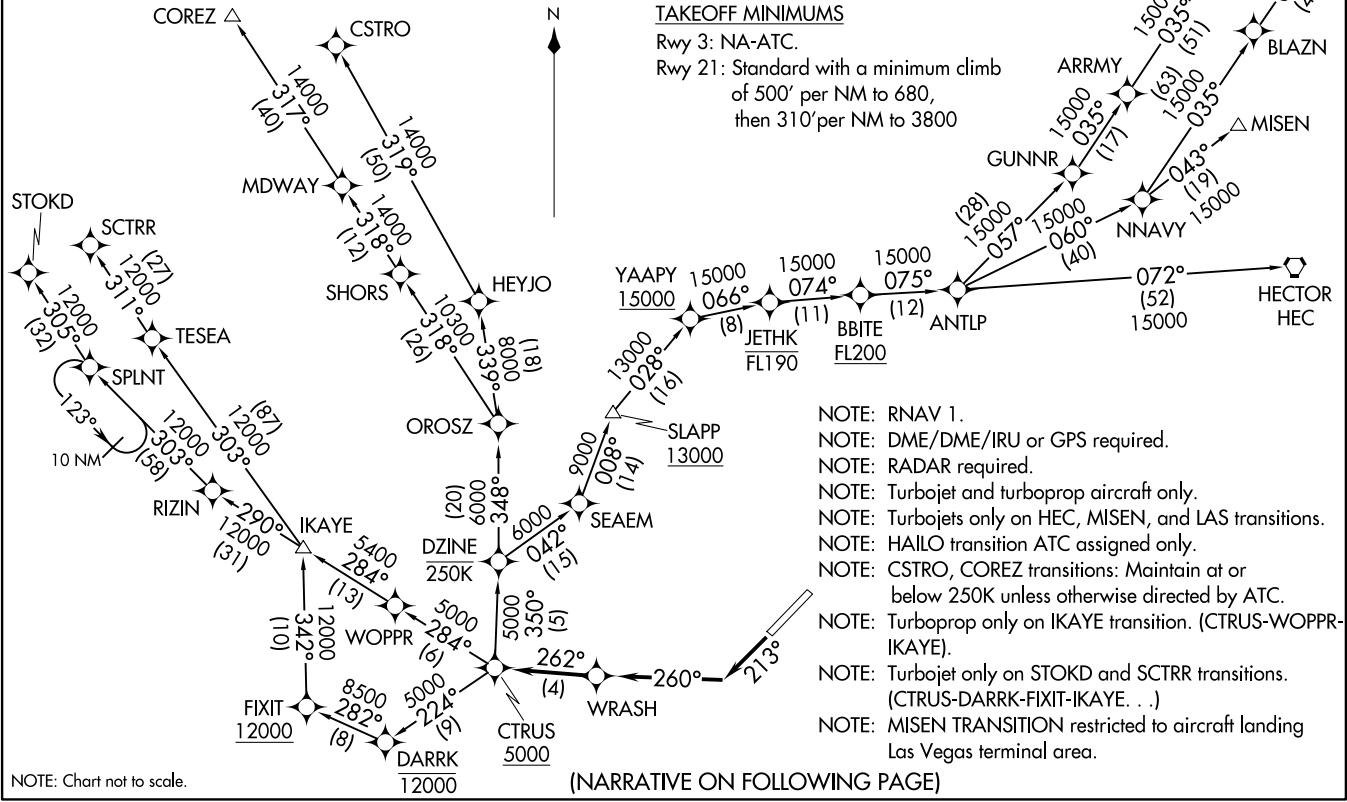 COREZ
CSTRO
N
TAKEOFF MINIMUMS
Rwy 3: NA-ATC.
Rwy 21: Standard with a minimum climb
of 500' per NM to 680,
then 310'per NM to 3800
035°
(51)
BLAZN
ARRMY
14000
317°
(40)
14000
319°
(50)
MDWAY
15000
035°
(17)
(63)
15000
035°
MISEN
GUNNR
043°
(19)
15000
STOKD
SCTRR
14000
318°
(12)
SHORS
HEYJO
NNAVY
(28)
15000
057°
15000
060°
(40)
072°
(52)
15000
HECTOR
HEC
(27)
12000
311°
12000
305°
(32)
TESEA
SPLNT
10300
318°
(26)
(18)
8000
339°
YAAPY
15000
15000
066°
(8)
15000
074°
(11)
15000
075°
(12)
JETHK
FL190
BBITE
FL200
ANTLP
123°
10 NM
12000
303°
(58)
(87)
12000
303°
OROSZ
13000
028°
(16)
SLAPP
13000
9000
008°
(14)
RIZIN
290°
12000
(31)
IKAYE
(20)
6000
348°
SEAEM
DZINE
250K
6000
042°
(15)
5400
284°
(13)
WOPPR
5000
284°
(6)
5000
350°
(5)
12000
342°
(10)
262°
(4)
WRASH
260°
213°
FIXIT
12000
8500
282°
(8)
5000
224°
(9)
CTRUS
5000
DARRK
12000
NOTE: RNAV 1.
NOTE: DME/DME/IRU or GPS required.
NOTE: RADAR required.
NOTE: Turbojet and turboprop aircraft only.
NOTE: Turbojets only on HEC, MISEN, and LAS transitions.
NOTE: HAILO transition ATC assigned only.
NOTE: CSTRO, COREZ transitions: Maintain at or
below 250K unless otherwise directed by ATC.
NOTE: Turboprop only on IKAYE transition. (CTRUS-WOPPR-
IKAYE).
NOTE: Turbojet only on STOKD and SCTRR transitions.
(CTRUS-DARRK-FIXIT-IKAYE. . .)
NOTE: MISEN TRANSITION restricted to aircraft landing
Las Vegas terminal area.
NOTE: Chart not to scale.
(NARRATIVE ON FOLLOWING PAGE)